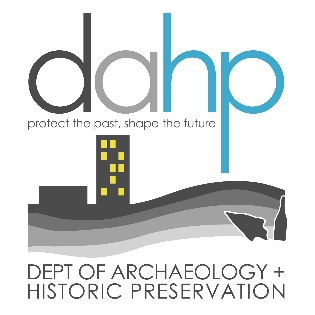 dahp
protect the past, shape the future
DEPT OF ARCHAEOLOGY +
HISTORIC PRESERVATION